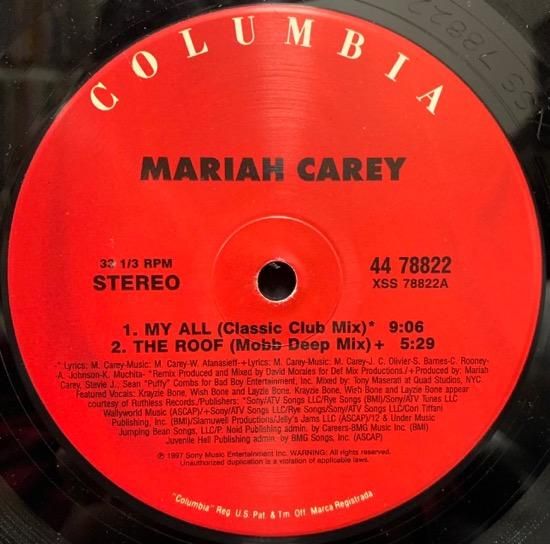 COLUMBIA
XSS 78822
MARIAH CAREY
33 1/3 RPM
STEREO
44 78822
XSS 78822A
1. MY ALL (Classic Club Mix)* 9:06
2. THE ROOF (Mobb Deep Mix) + 5:29
-*Lyrics: M. Carey-Music: M. Carey-W. Afanasieff-+Lyrics: M. Carey-Music: M. Carey-J. C. Olivier-S. Barnes-C. Rooney-
A. -Johnson-K. Muchita- *Remix Produced and Mixed by David Morales for Def Mix Productions./+Produced by: Mariah
Carey, Stevie J., Sean "Puffy" Combs for Bad Boy Entertainment, Inc. Mixed by: Tony Maserati at Quad Studios, NYC.
Featured Vocals: Krayzie Bone, Wish Bone and Layzie Bone. Krayzie Bone, Wish Bone and Layzie Bone appear
courtesy of Ruthless Records./Publishers: *Sony/ATV Songs LLC/Rye Songs (BMI)/Sony/ATV Tunes LLC
Wallyworld Music (ASCAP)/+Sony/ATV Songs LLC/Rye Songs/Sony/ATV Songs LLC/Cori Tiffani
Publishing, Inc. (BMI)/Slamuwell Productions/Jelly's Jams LLC (ASCAP)/12 & Under Music
Jumping Bean Songs, LLC/P. Noid Publishing admin. by Careers-BMG Music Inc. (BMI)
Juvenile Hell Publishing admin. by BMG Songs, Inc. (ASCAP)
℗ 1997 Sony Music Entertainment Inc. WARNING: All rights reserved.
Unauthorized duplication is a violation of applicable laws.
"Columbia" Reg. U.S. Pat. & Tm. Off. Marca Registrada